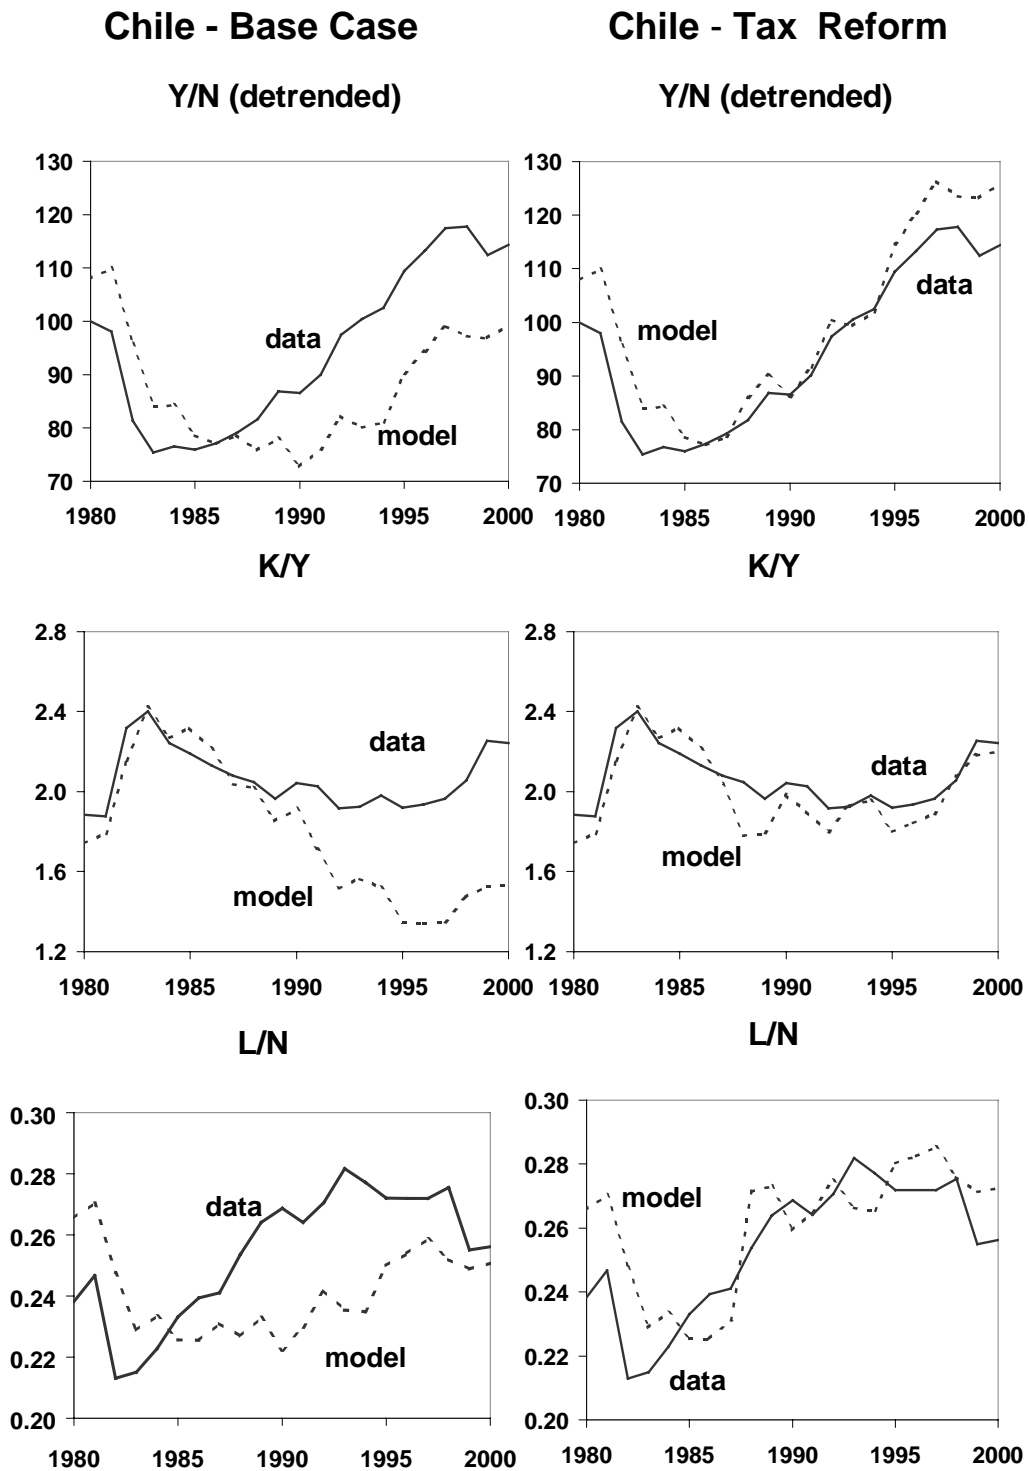 Chile - Base Case
Chile - Tax Reform
Y/N (detrended)
Y/N (detrended)
130
120
110
100
90
80
70
data
model
1980 1985 1990 1995 2000
130
120
110
100
90
80
70
model
data
1980 1985 1990 1995 2000
K/Y
K/Y
2.8
2.4
2.0
1.6
1.2
data
model
1980 1985 1990 1995 2000
2.8
2.4
2.0
1.6
1.2
data
model
1980 1985 1990 1995 2000
L/N
L/N
0.30
0.28
0.26
0.24
0.22
0.20
data
model
1980 1985 1990 1995 2000
0.30
0.28
0.26
0.24
0.22
0.20
model
data
1980 1985 1990 1995 2000